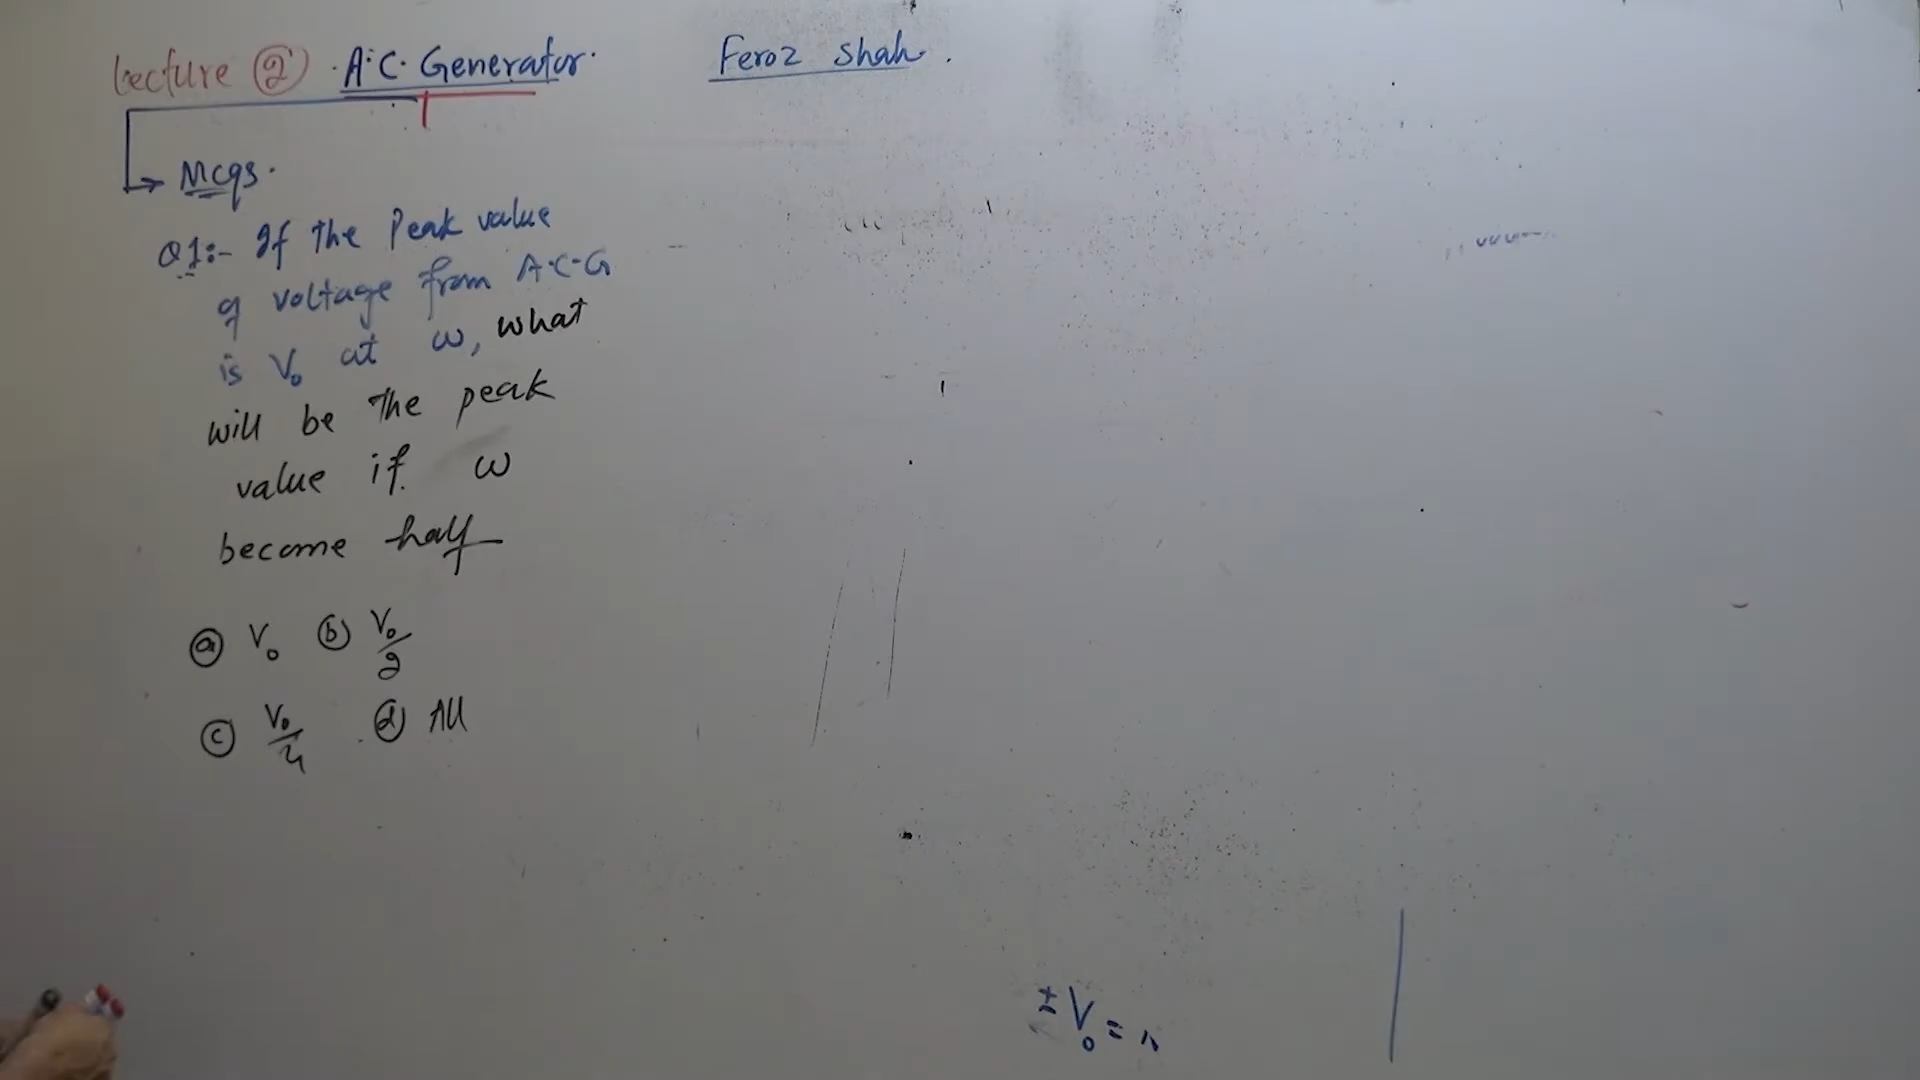 Lecture ② A.C. Generator. Feroz Shah.
→ Mcqs.
Q1:- If the Peak value
of voltage from A.C.G
is V₀ at ω, what
will be the peak
value if ω
become half
ⓐ V₀ ⓑ V₀/2
ⓒ V₀/4 ⓓ All
± V₀ =